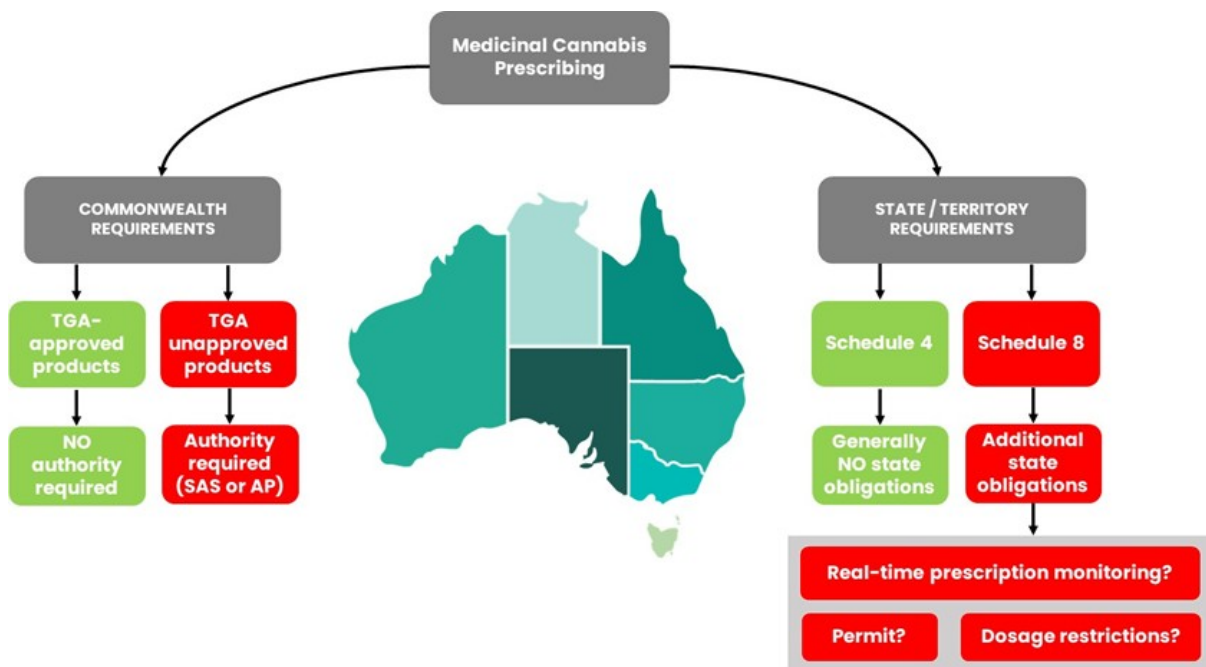 Medicinal Cannabis
Prescribing
COMMONWEALTH
REQUIREMENTS
STATE / TERRITORY
REQUIREMENTS
TGA-
approved
products
TGA
unapproved
products
Schedule 4
Schedule 8
NO
authority
required
Authority
required
(SAS or AP)
Generally
NO state
obligations
Additional
state
obligations
Real-time prescription monitoring?
Permit?
Dosage restrictions?